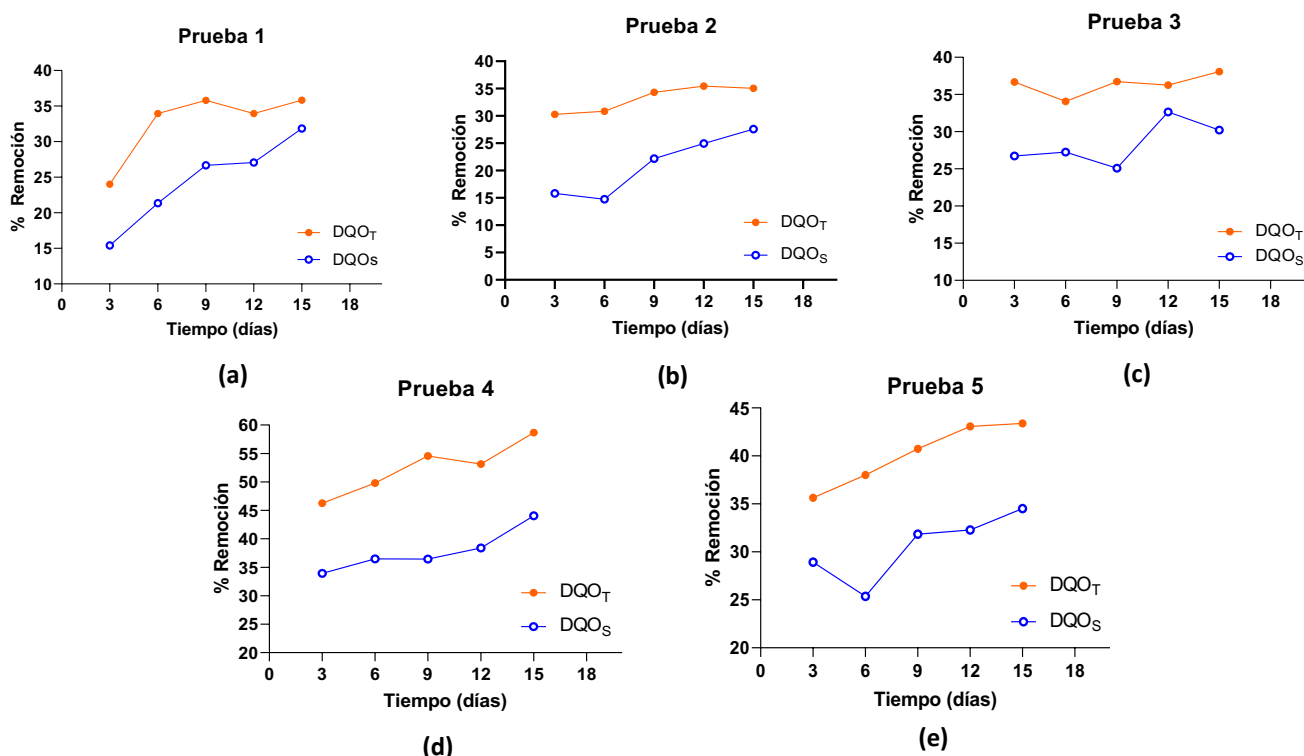 Prueba 1
% Remoción
40
35
30
25
20
15
10
0 3 6 9 12 15 18
Tiempo (días)
DQOT
DQOs
(a)
Prueba 2
% Remoción
40
35
30
25
20
15
10
5
0
0 3 6 9 12 15 18
Tiempo (días)
DQOT
DQOS
(b)
Prueba 3
% Remoción
40
35
30
25
20
15
10
0 3 6 9 12 15 18
Tiempo (días)
DQOT
DQOS
(c)
Prueba 4
% Remoción
60
55
50
45
40
35
30
25
20
0 3 6 9 12 15 18
Tiempo (días)
DQOT
DQOS
(d)
Prueba 5
% Remoción
45
40
35
30
25
20
0 3 6 9 12 15 18
Tiempo (días)
DQOT
DQOS
(e)